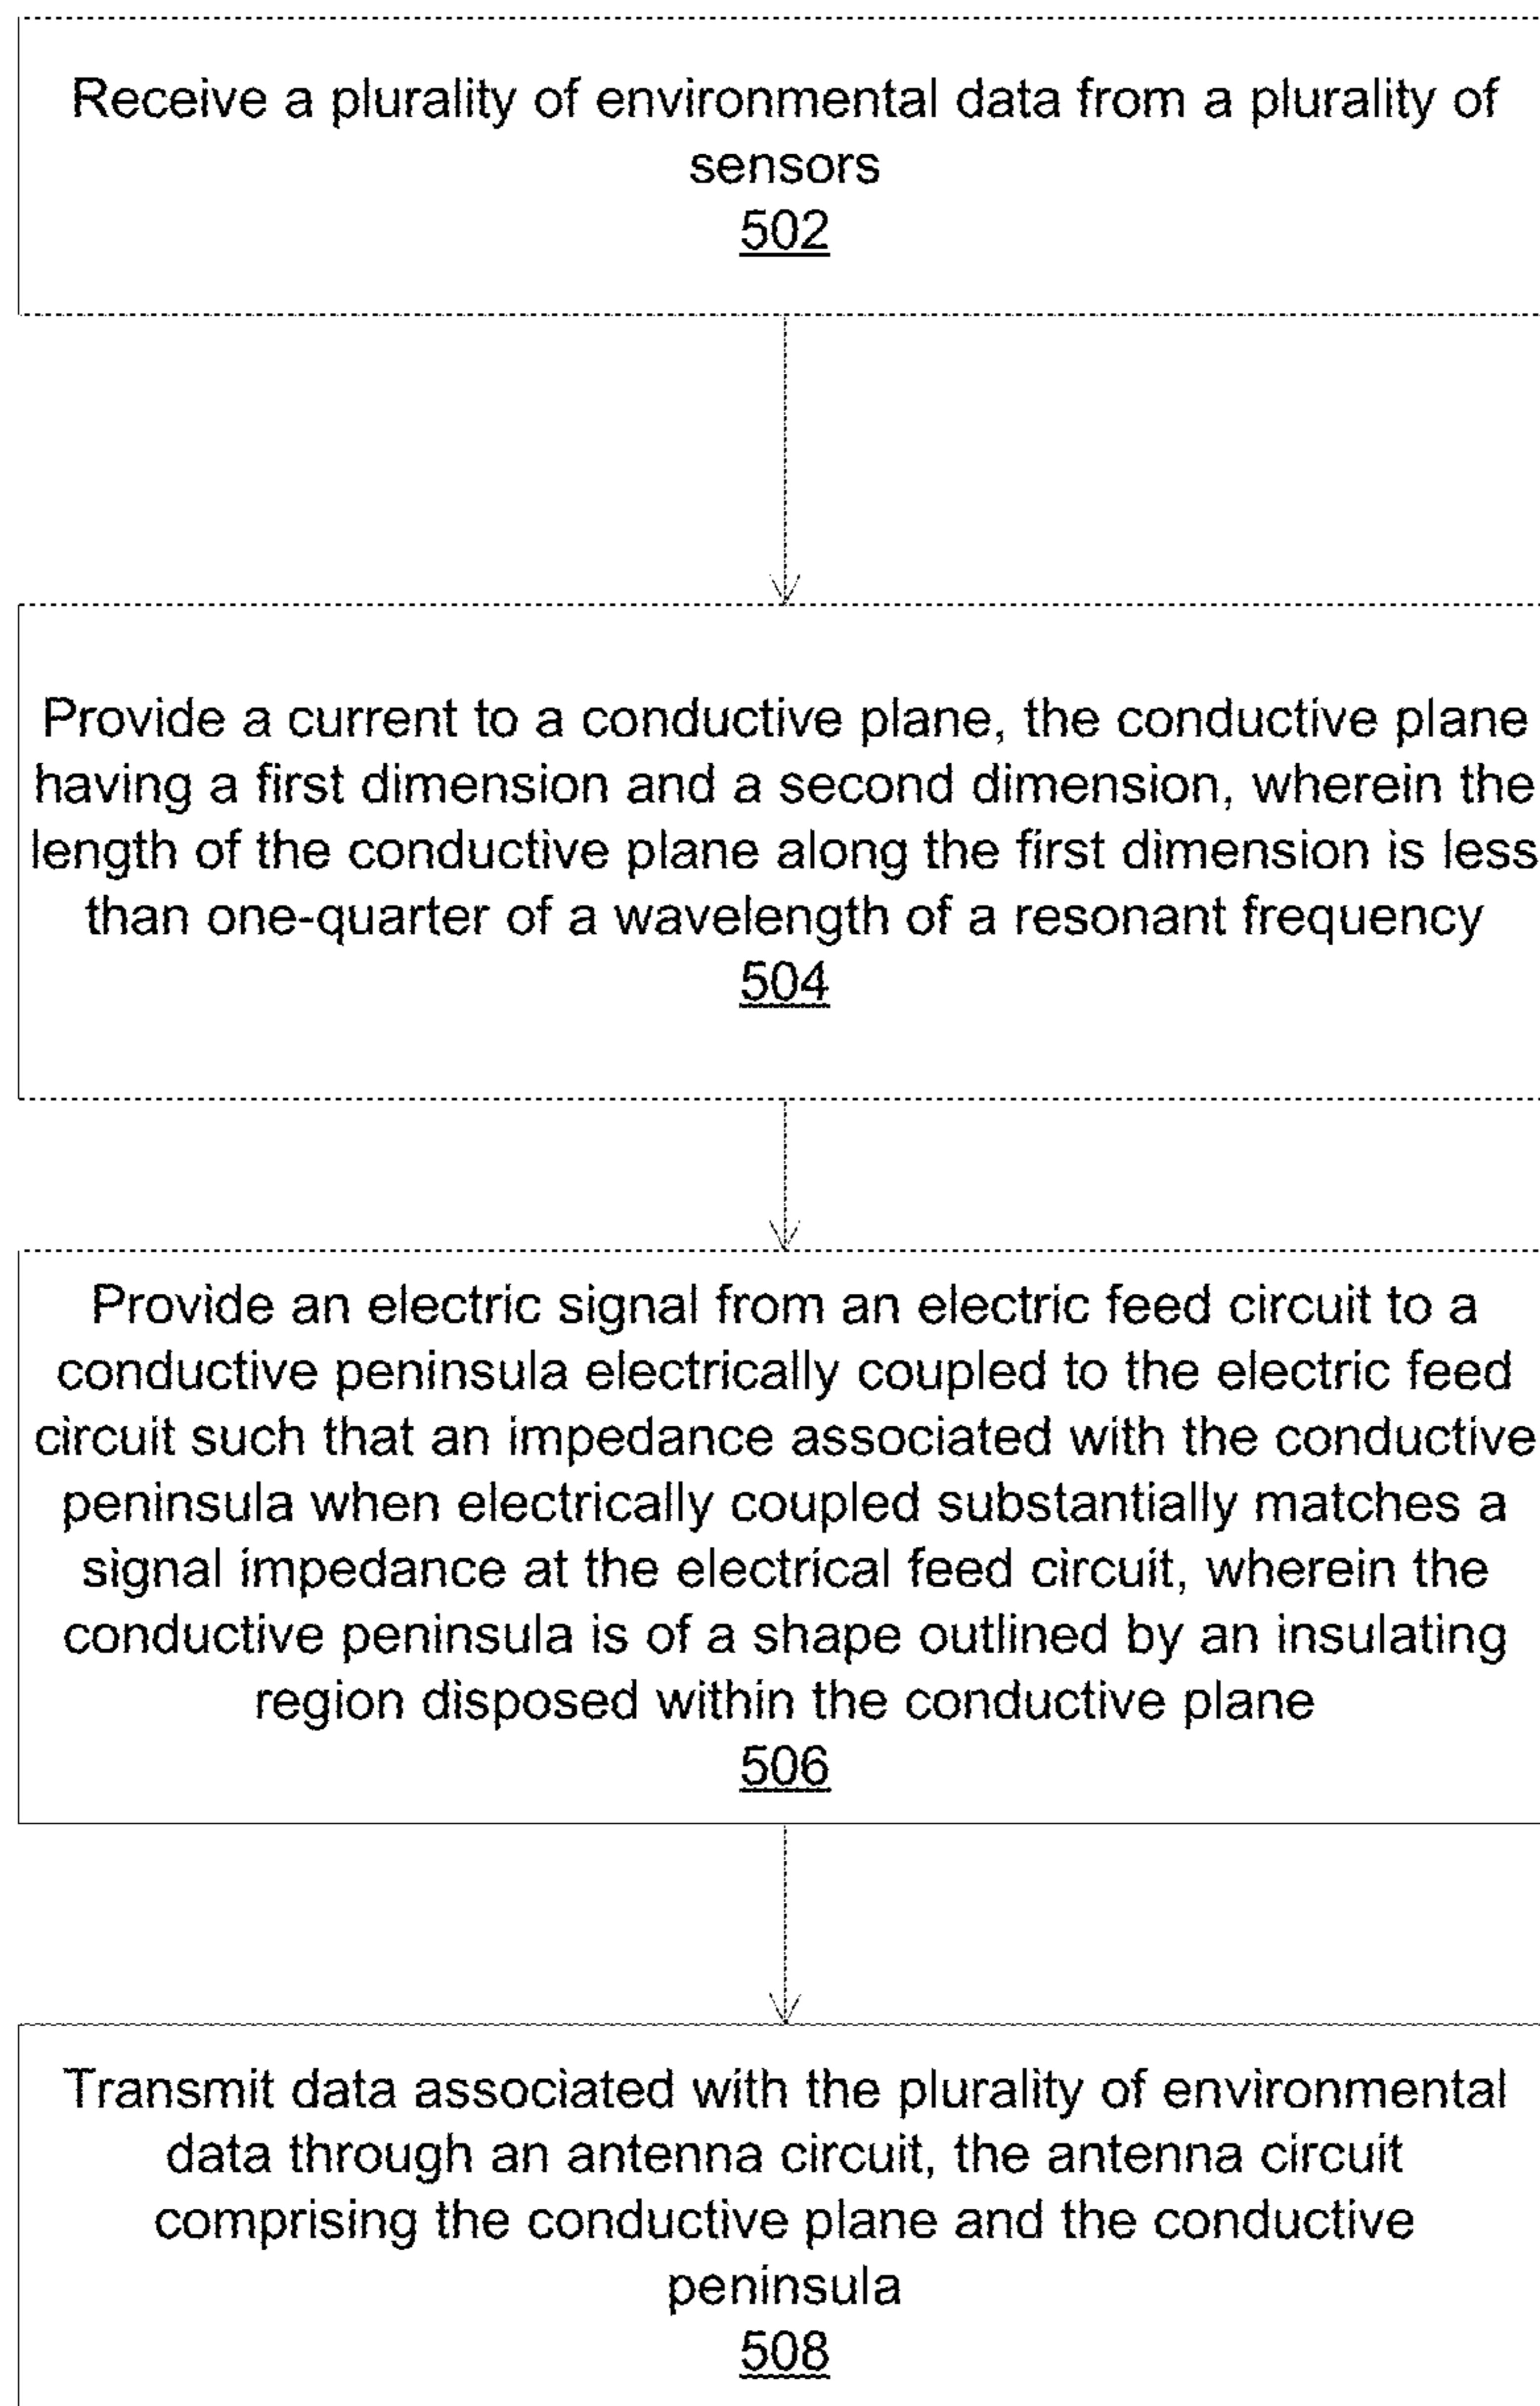 Receive a plurality of environmental data from a plurality of
sensors
502
Provide a current to a conductive plane, the conductive plane
having a first dimension and a second dimension, wherein the
length of the conductive plane along the first dimension is less
than one-quarter of a wavelength of a resonant frequency
504
Provide an electric signal from an electric feed circuit to a
conductive peninsula electrically coupled to the electric feed
circuit such that an impedance associated with the conductive
peninsula when electrically coupled substantially matches a
signal impedance at the electrical feed circuit, wherein the
conductive peninsula is of a shape outlined by an insulating
region disposed within the conductive plane
506
Transmit data associated with the plurality of environmental
data through an antenna circuit, the antenna circuit
comprising the conductive plane and the conductive
peninsula
508